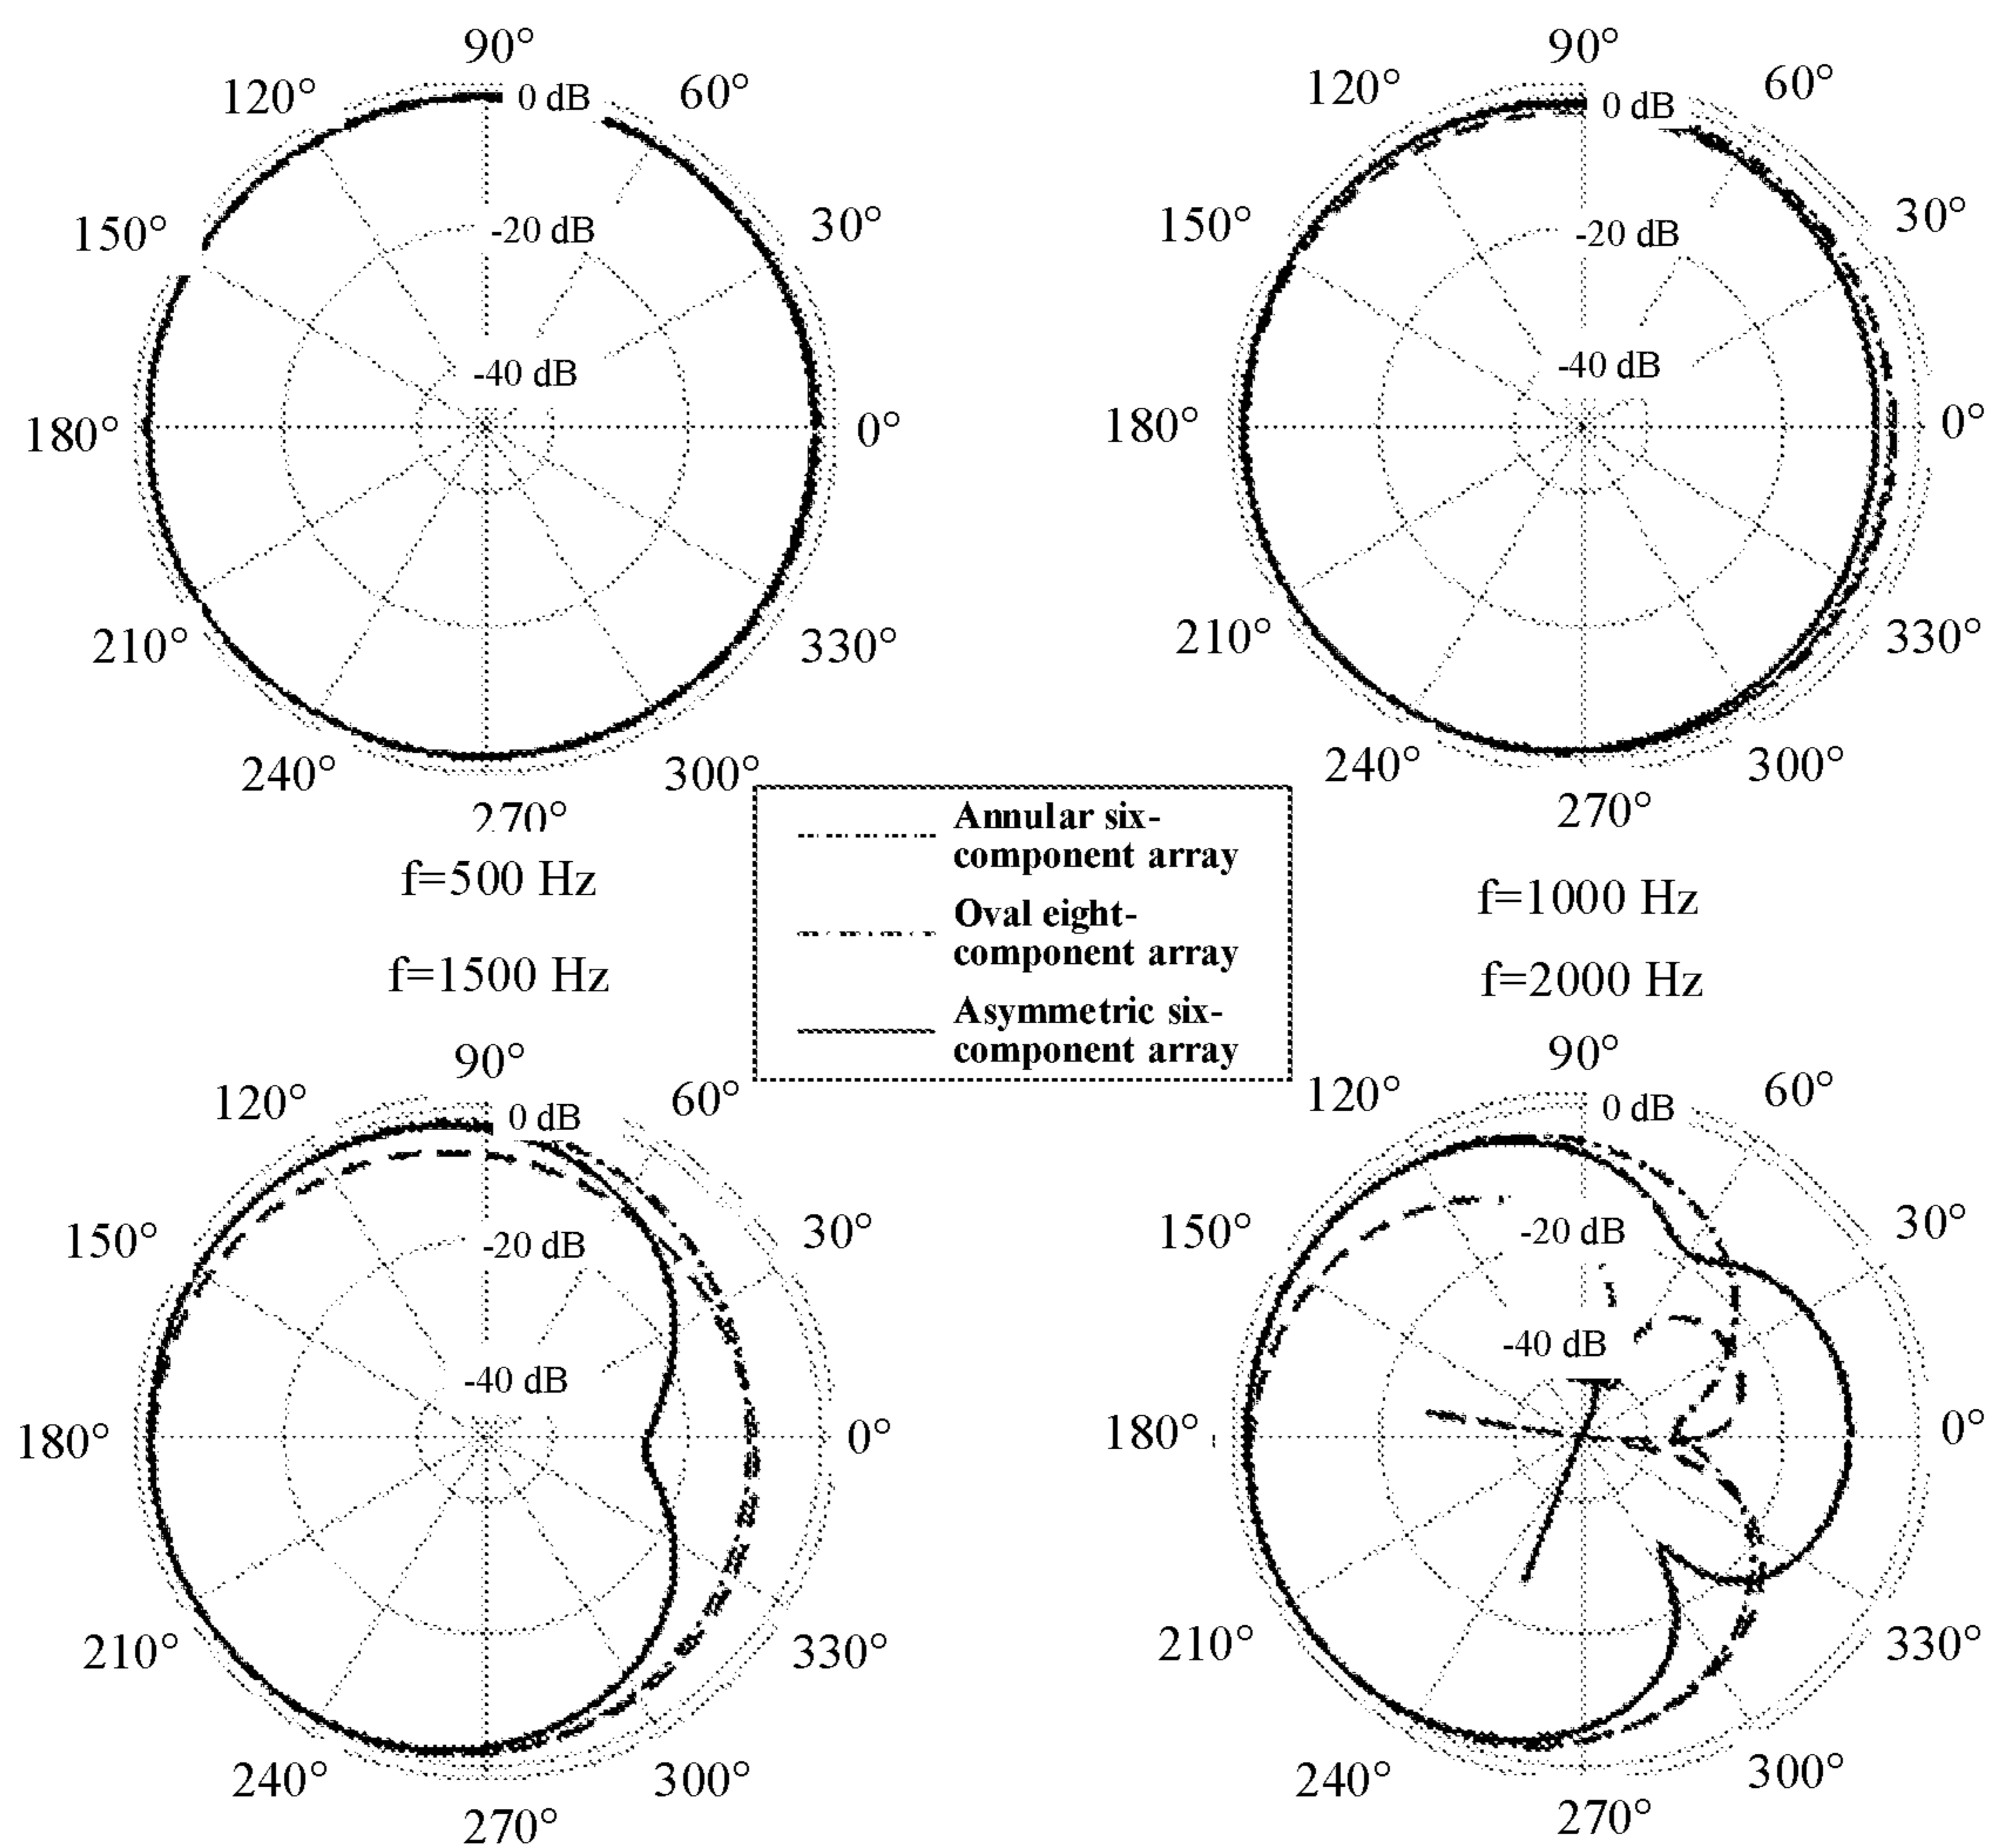 90°
120°
0 dB
60°
150°
-20 dB
30°
-40 dB
180°
0°
210°
330°
240°
300°
270°
f=500 Hz
90°
120°
0 dB
60°
150°
-20 dB
30°
-40 dB
180°
0°
210°
330°
240°
300°
270°
f=1000 Hz
Annular six-
component array
Oval eight-
component array
Asymmetric six-
component array
f=1500 Hz
90°
120°
0 dB
60°
150°
-20 dB
30°
-40 dB
180°
0°
210°
330°
240°
300°
270°
f=2000 Hz
90°
120°
0 dB
60°
150°
-20 dB
30°
-40 dB
180°
0°
210°
330°
240°
300°
270°